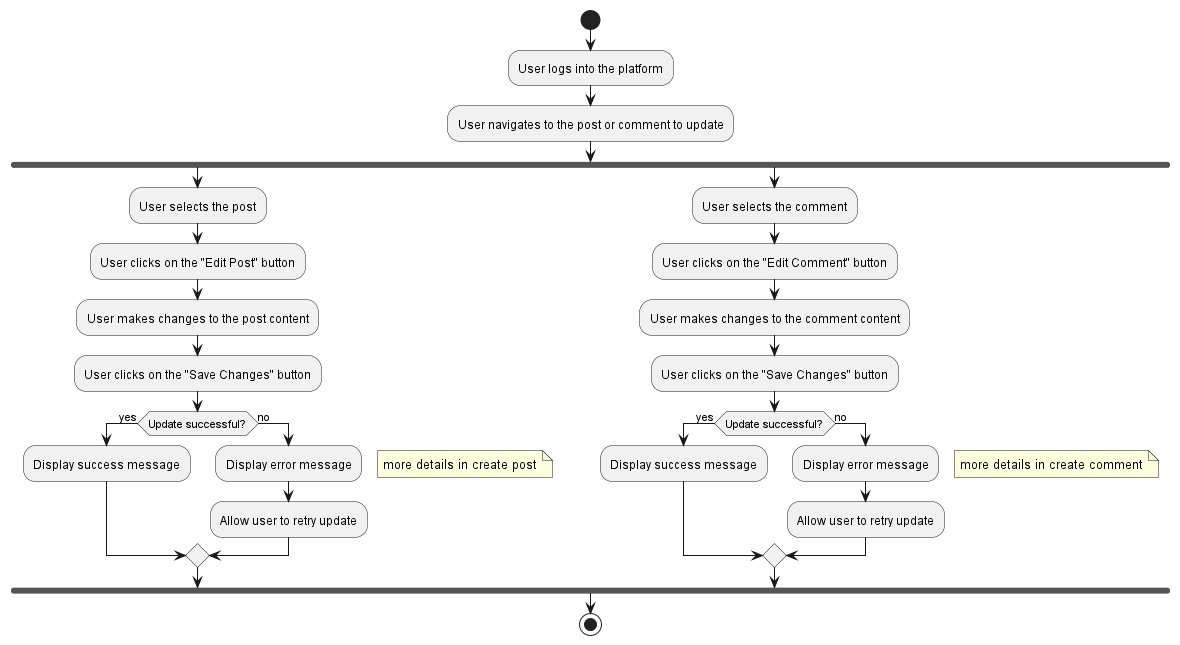 User logs into the platform
User navigates to the post or comment to update
User selects the post
User clicks on the "Edit Post" button
User makes changes to the post content
User clicks on the "Save Changes" button
yes
Update successful?
no
Display success message
Display error message
more details in create post
Allow user to retry update
User selects the comment
User clicks on the "Edit Comment" button
User makes changes to the comment content
User clicks on the "Save Changes" button
yes
Update successful?
no
Display success message
Display error message
more details in create comment
Allow user to retry update